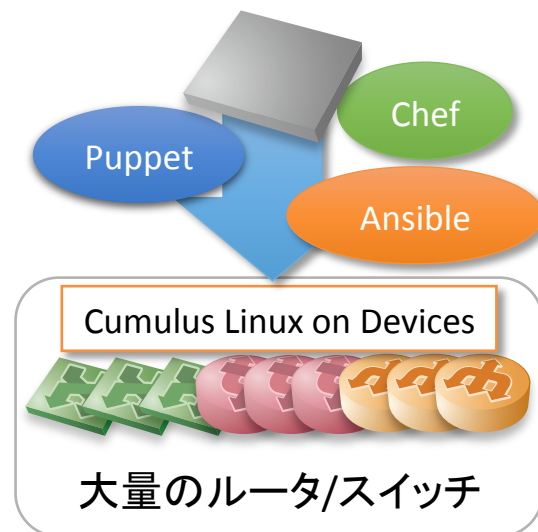 Chef
Puppet
Ansible
Cumulus Linux on Devices
大量のルータ/スイッチ